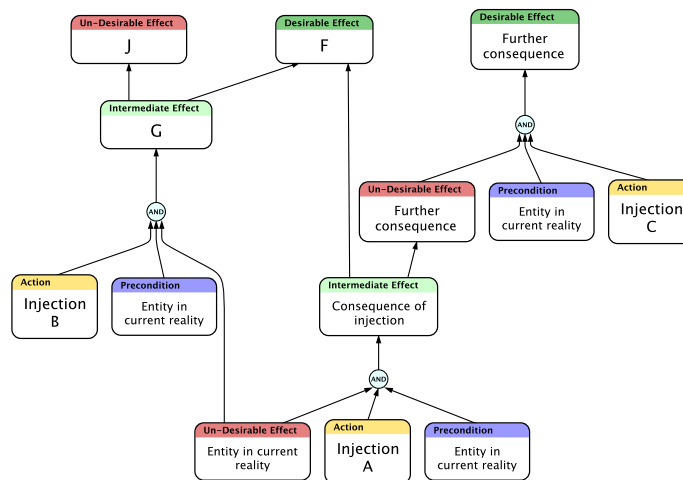 Un-Desirable Effect
J
Desirable Effect
F
Desirable Effect
Further
consequence
Intermediate Effect
G
AND
Un-Desirable Effect
Further
consequence
Precondition
Entity in
current reality
Action
Injection
C
AND
Action
Injection
B
Precondition
Entity in
current reality
Intermediate Effect
Consequence of
injection
AND
Un-Desirable Effect
Entity in current
reality
Action
Injection
A
Precondition
Entity in
current reality